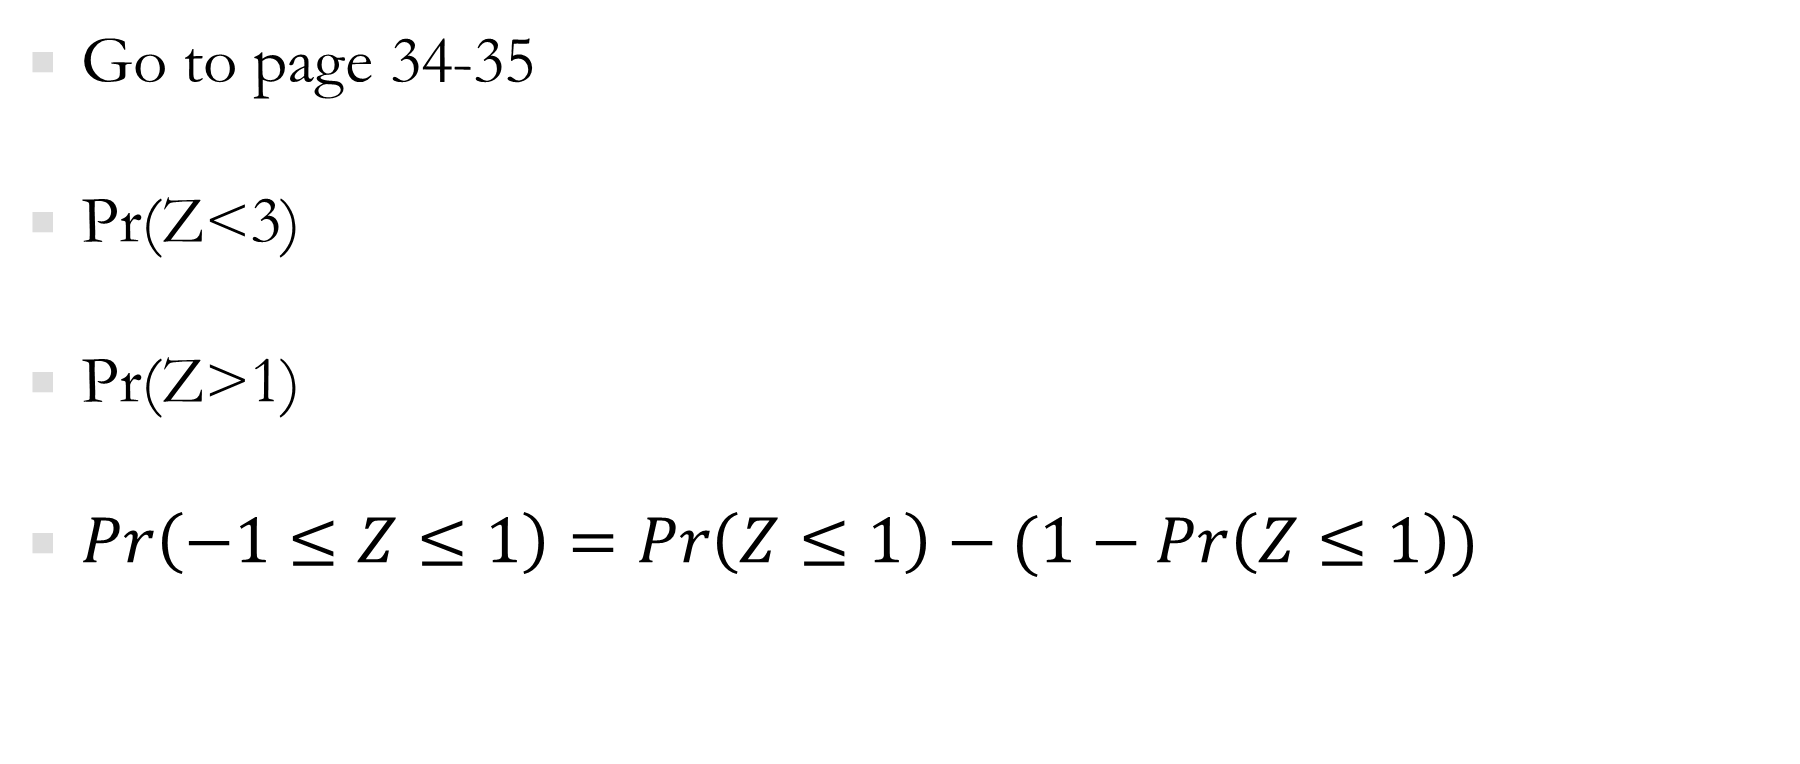 Go to page 34-35
Pr(Z<3)
Pr(Z>1)
Pr(−1 ≤ Z ≤ 1) = Pr(Z ≤ 1) − (1 − Pr(Z ≤ 1))